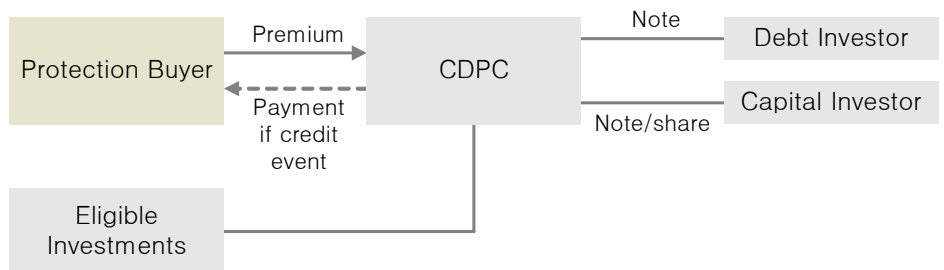 Note
Premium
Debt Investor
Protection Buyer
CDPC
Payment
if credit
event
Capital Investor
Note/share
Eligible
Investments